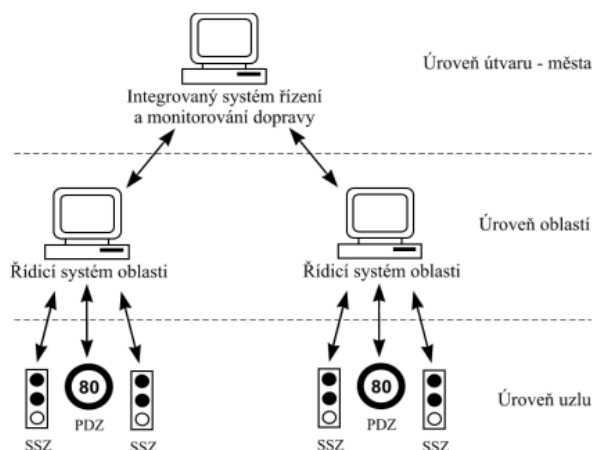 Úroveň útvaru - města
Integrovaný systém řízení
a monitorování dopravy
Úroveň oblastí
Řídicí systém oblasti
Řídicí systém oblasti
80
80
Úroveň uzlu
PDZ
PDZ
SSZ
SSZ
SSZ
SSZ